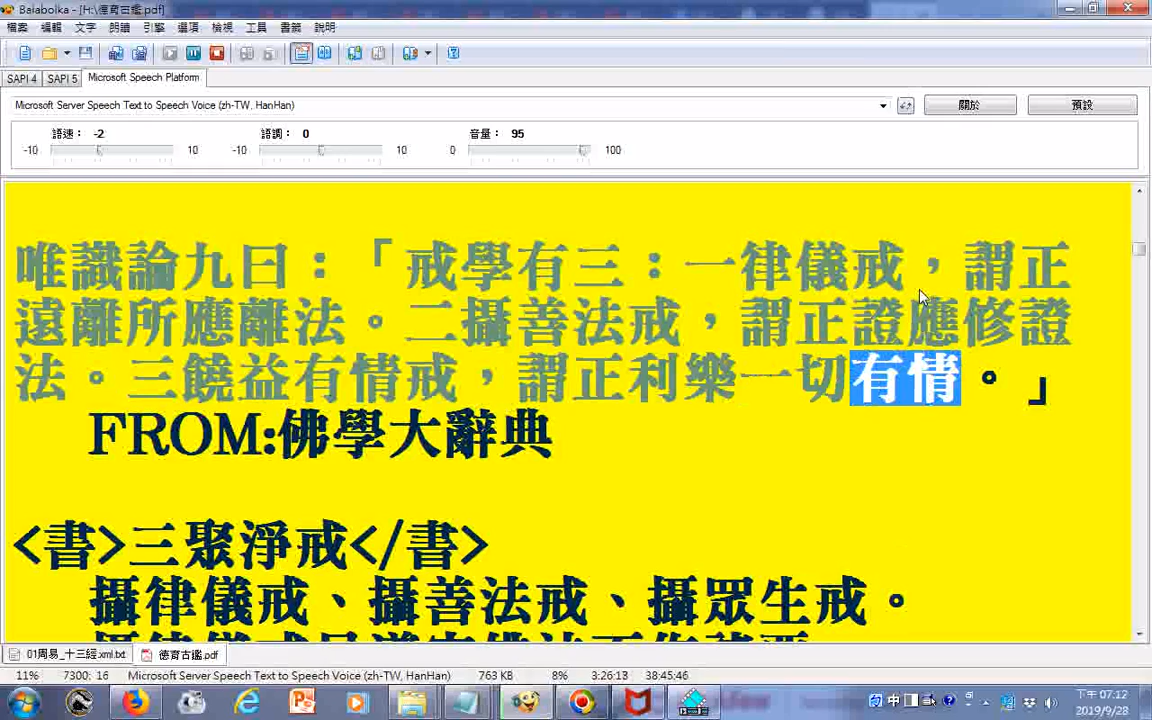 Balabolka - [H:\德育古鑑.pdf]
檔案 編輯 文字 朗讀 引擎 選項 檢視 工具 書籤 說明
SAPI 4 SAPI 5 Microsoft Speech Platform
Microsoft Server Speech Text to Speech Voice (zh-TW, HanHan) 關於 預設
語速： -2 語調： 0 音量： 95
-10 10 -10 10 0 100
唯識論九曰：「戒學有三：一律儀戒，謂正
遠離所應離法。二攝善法戒，謂正證應修證
法。三饒益有情戒，謂正利樂一切有情。」
FROM:佛學大辭典
<書>三聚淨戒</書>
攝律儀戒、攝善法戒、攝眾生戒。
01周易_十三經.xml.txt 德育古鑑.pdf
11% 7300; 16 Microsoft Server Speech Text to Speech Voice (zh-TW, HanHan) 763 KB 8% 3:26:13 38:45:46
中 下午 07:12
2019/9/28